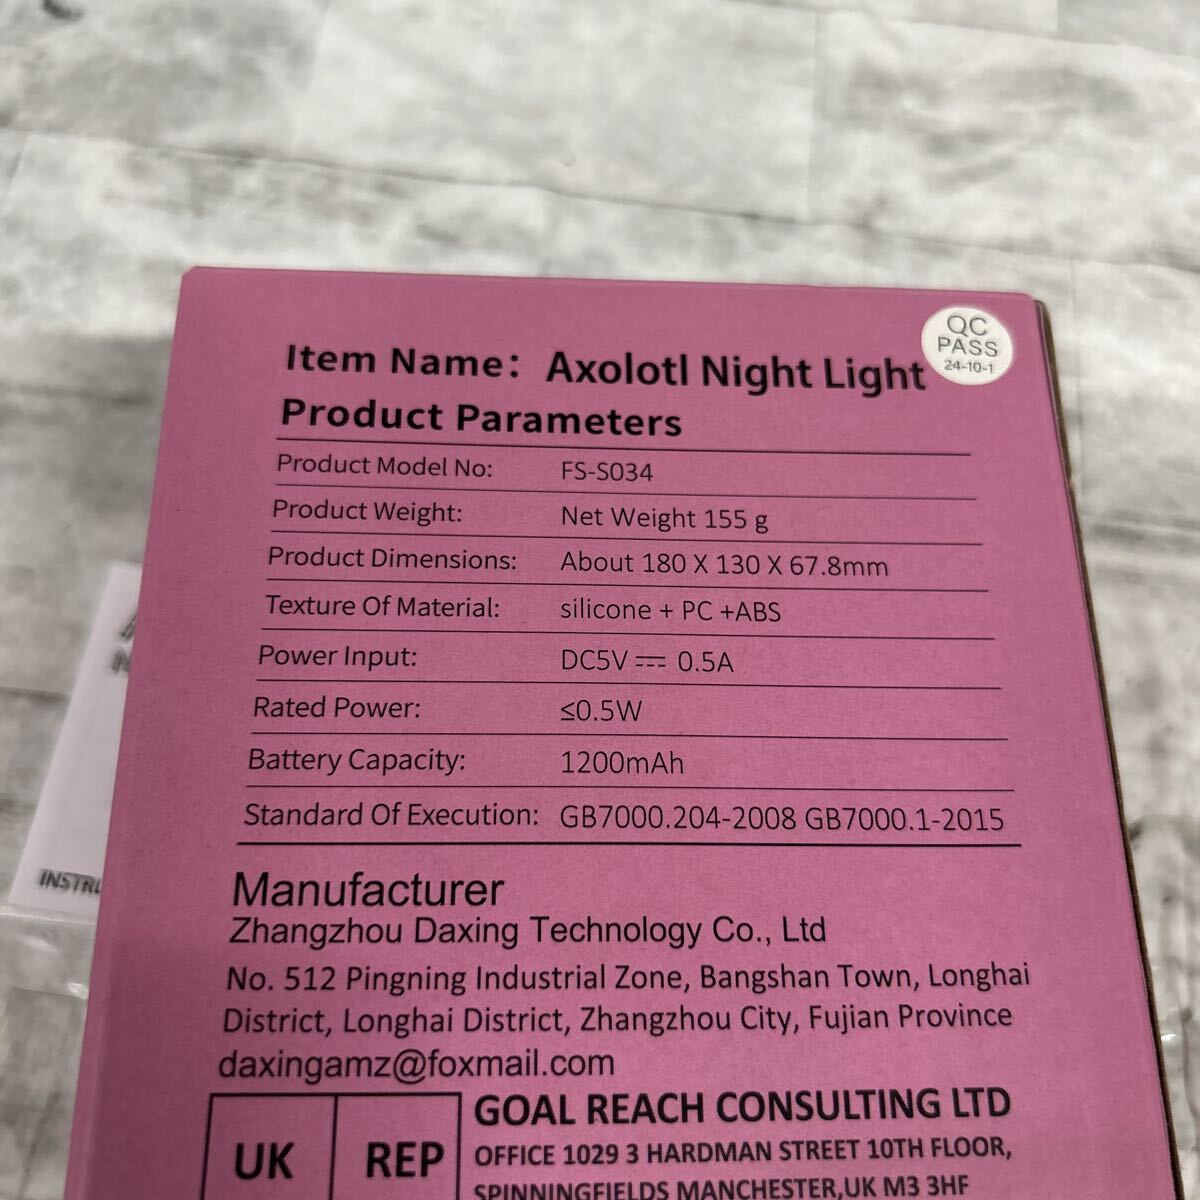 QC
PASS
24-10-1
Item Name: Axolotl Night Light
Product Parameters
Product Model No: FS-S034
Product Weight: Net Weight 155 g
Product Dimensions: About 180 X 130 X 67.8mm
Texture Of Material: silicone + PC +ABS
Power Input: DC5V ⎓ 0.5A
Rated Power: ≤0.5W
Battery Capacity: 1200mAh
Standard Of Execution: GB7000.204-2008 GB7000.1-2015
Manufacturer
Zhangzhou Daxing Technology Co., Ltd
No. 512 Pingning Industrial Zone, Bangshan Town, Longhai
District, Longhai District, Zhangzhou City, Fujian Province
daxingamz@foxmail.com
UK REP
GOAL REACH CONSULTING LTD
OFFICE 1029 3 HARDMAN STREET 10TH FLOOR,
SPINNINGFIELDS MANCHESTER,UK M3 3HF